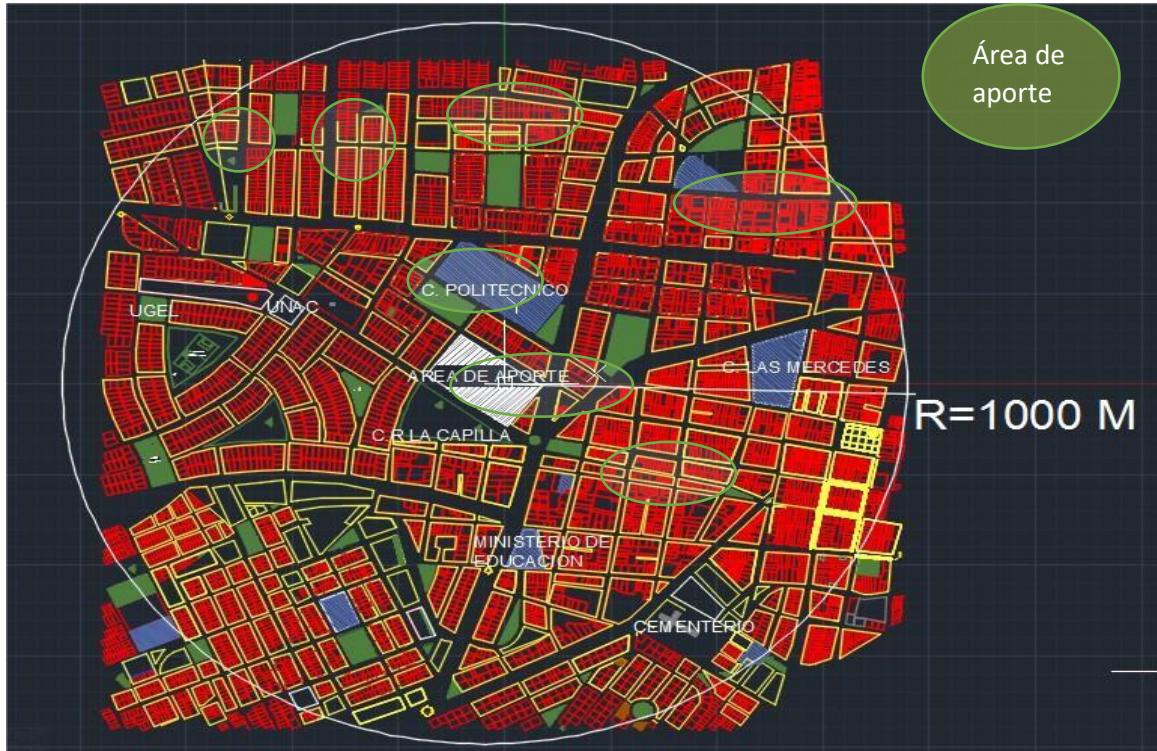 Área de
aporte
C. POLITECNICO
UGEL
UNAC
C. LAS MERCEDES
AREA DE APORTE
R=1000 M
C.R LA CAPILLA
MINISTERIO DE
EDUCACION
CEMENTERIO